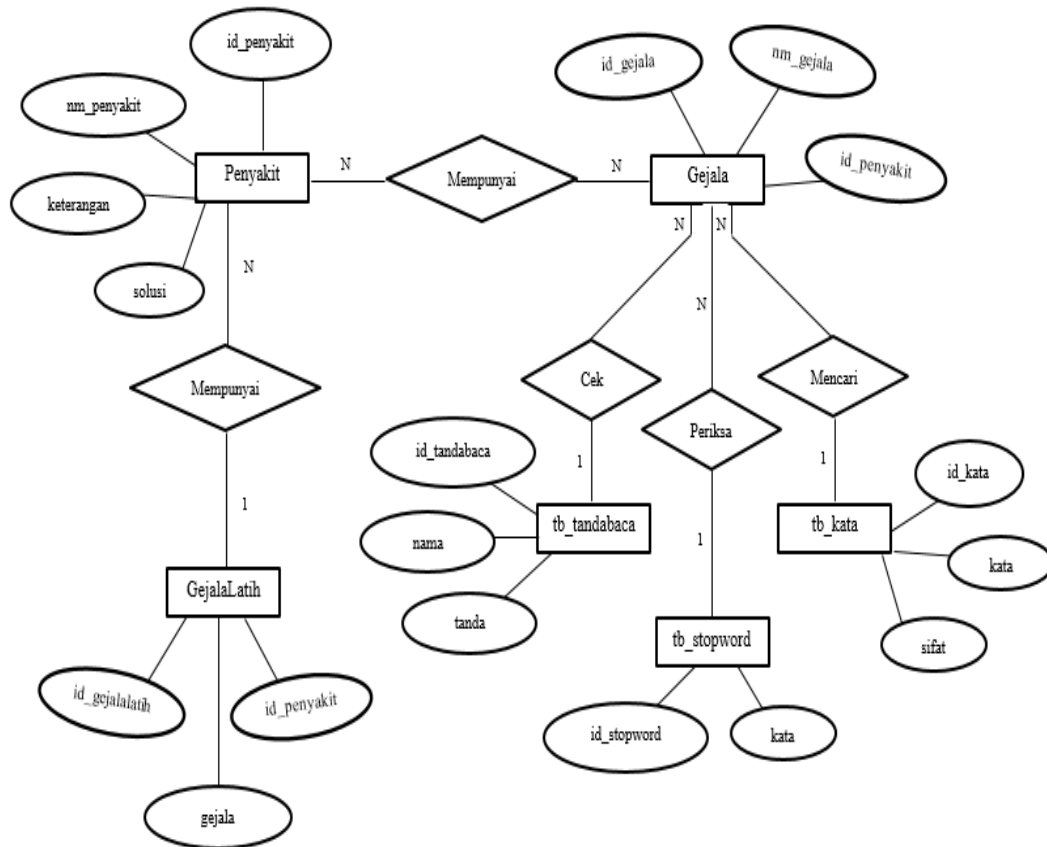 id_penyakit
id_gejala
nm_gejala
nm_penyakit
id_penyakit
Penyakit
N
Mempunyai
N
Gejala
keterangan
N
N
solusi
N
N
Mempunyai
Cek
Mencari
Periksa
id_tandabaca
1
1
id_kata
1
tb_tandabaca
tb_kata
nama
1
kata
GejalaLatih
tanda
tb_stopword
sifat
id_gejalalatih
id_penyakit
id_stopword
kata
gejala